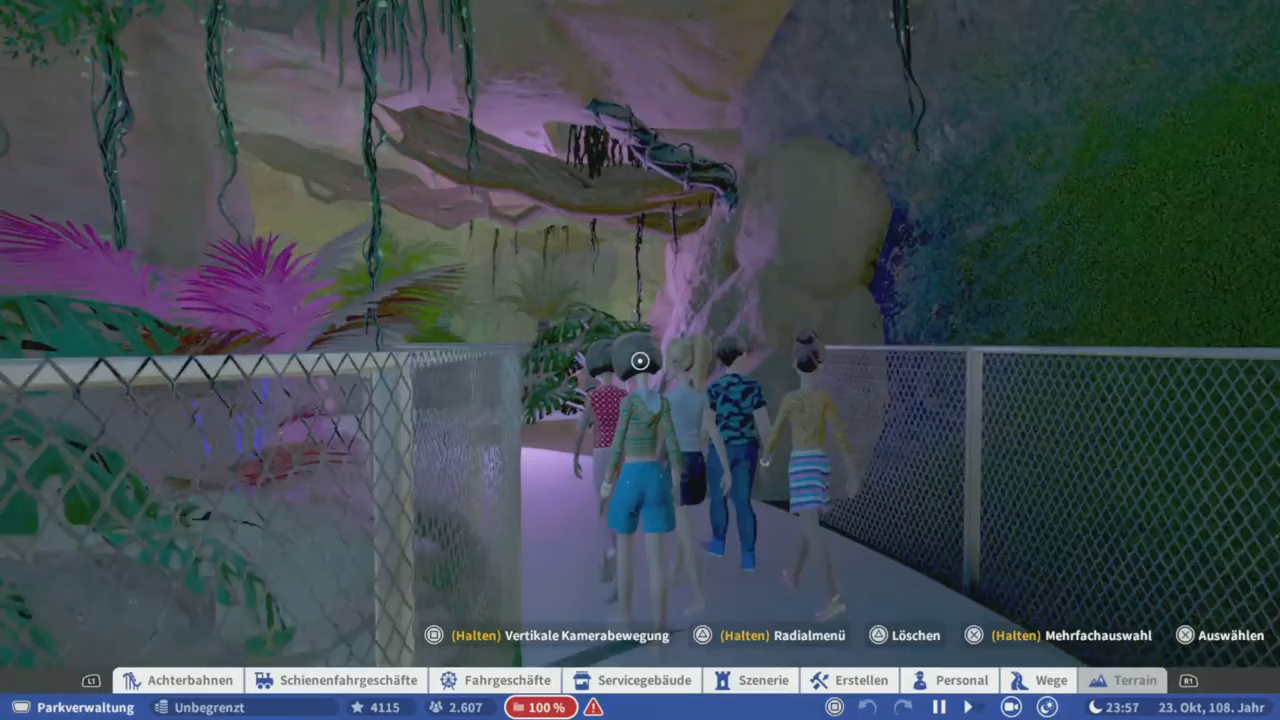 (Halten) Vertikale Kamerabewegung (Halten) Radialmenü Löschen (Halten) Mehrfachauswahl Auswählen
L1 Achterbahnen Schienenfahrgeschäfte Fahrgeschäfte Servicegebäude Szenerie Erstellen Personal Wege Terrain R1
Parkverwaltung Unbegrenzt 4115 2.607 100 % 23:57 23. Okt, 108. Jahr